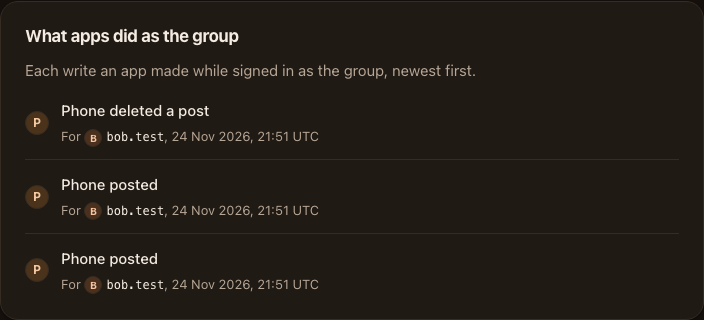 What apps did as the group
Each write an app made while signed in as the group, newest first.
P
Phone deleted a post
For B bob.test, 24 Nov 2026, 21:51 UTC
P
Phone posted
For B bob.test, 24 Nov 2026, 21:51 UTC
P
Phone posted
For B bob.test, 24 Nov 2026, 21:51 UTC